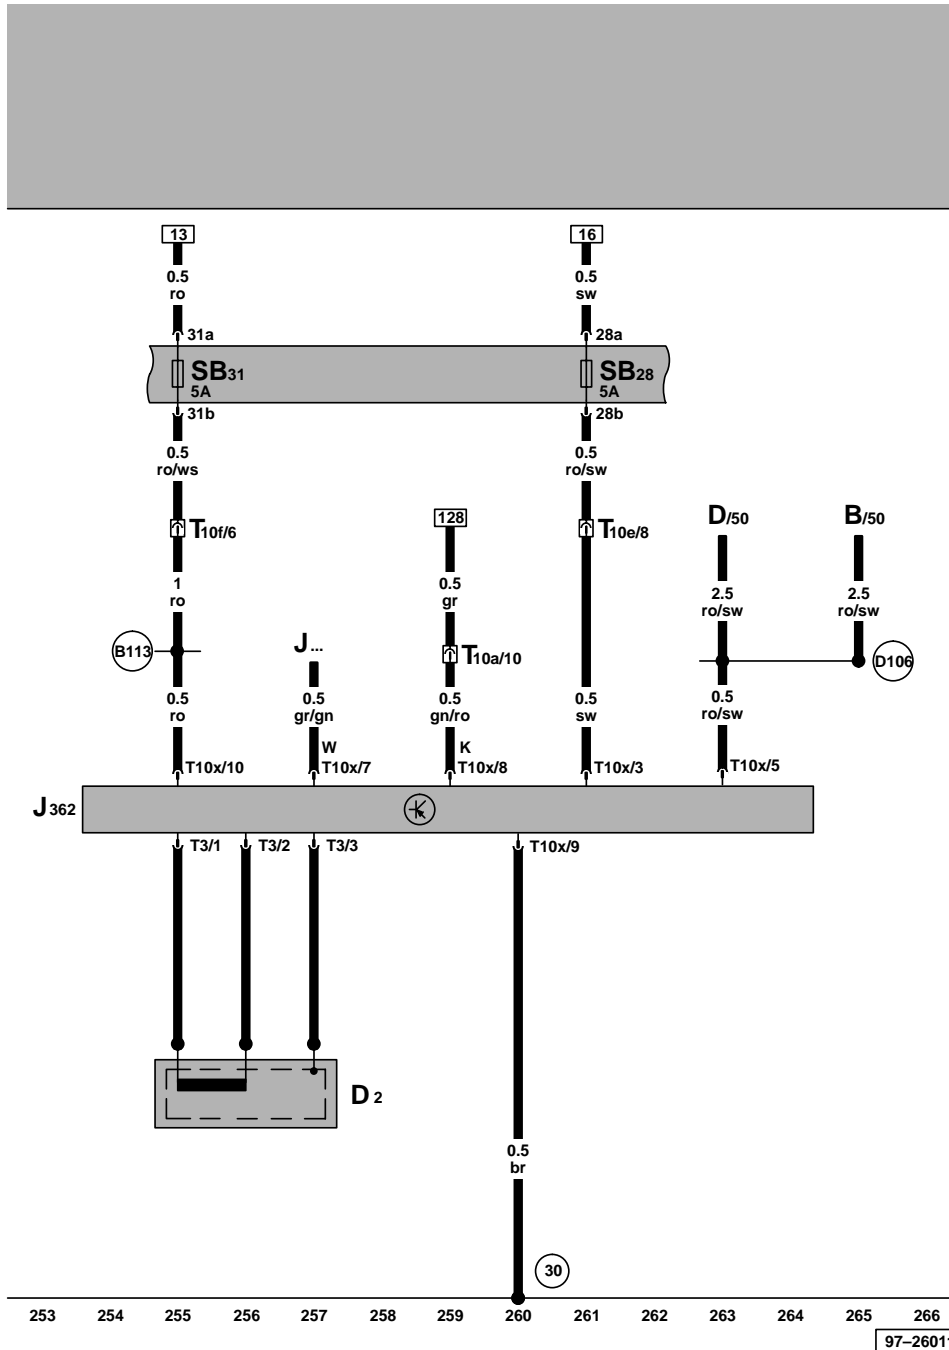 13 16
0.5 0.5
ro sw
31a 28a
SB31 SB28
5A 5A
31b 28b
0.5 0.5
ro/ws ro/sw
D/50 B/50
128
T10f/6 T10e/8
1 0.5 2.5 2.5
ro gr ro/sw ro/sw
B113 J... T10a/10 D106
0.5 0.5 0.5 0.5 0.5
ro gr/gn gn/ro sw ro/sw
W K
T10x/10 T10x/7 T10x/8 T10x/3 T10x/5
J362
T3/1 T3/2 T3/3 T10x/9
D2
0.5
br
30
253 254 255 256 257 258 259 260 261 262 263 264 265 266
97–26011